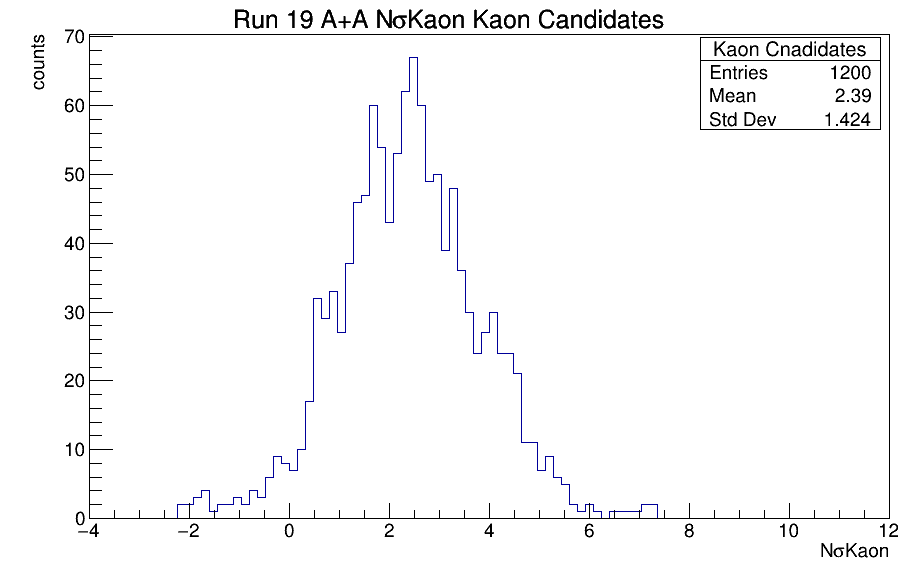 Run 19 A+A NσKaon Kaon Candidates
counts
70
60
50
40
30
20
10
0
Kaon Cnadidates
Entries 1200
Mean 2.39
Std Dev 1.424
−4 −2 0 2 4 6 8 10 12
NσKaon